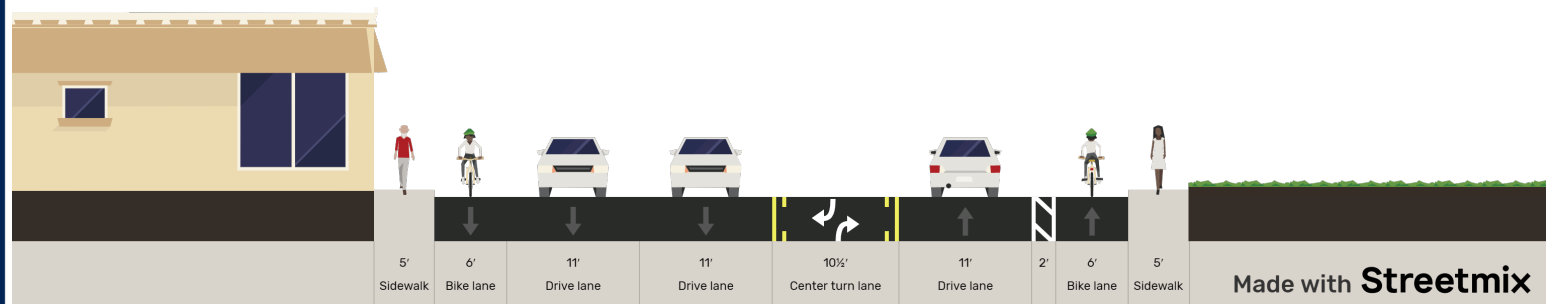 5′ 6′ 11′ 11′ 10½′ 11′ 2′ 6′ 5′
Sidewalk Bike lane Drive lane Drive lane Center turn lane Drive lane Bike lane Sidewalk
Made with Streetmix